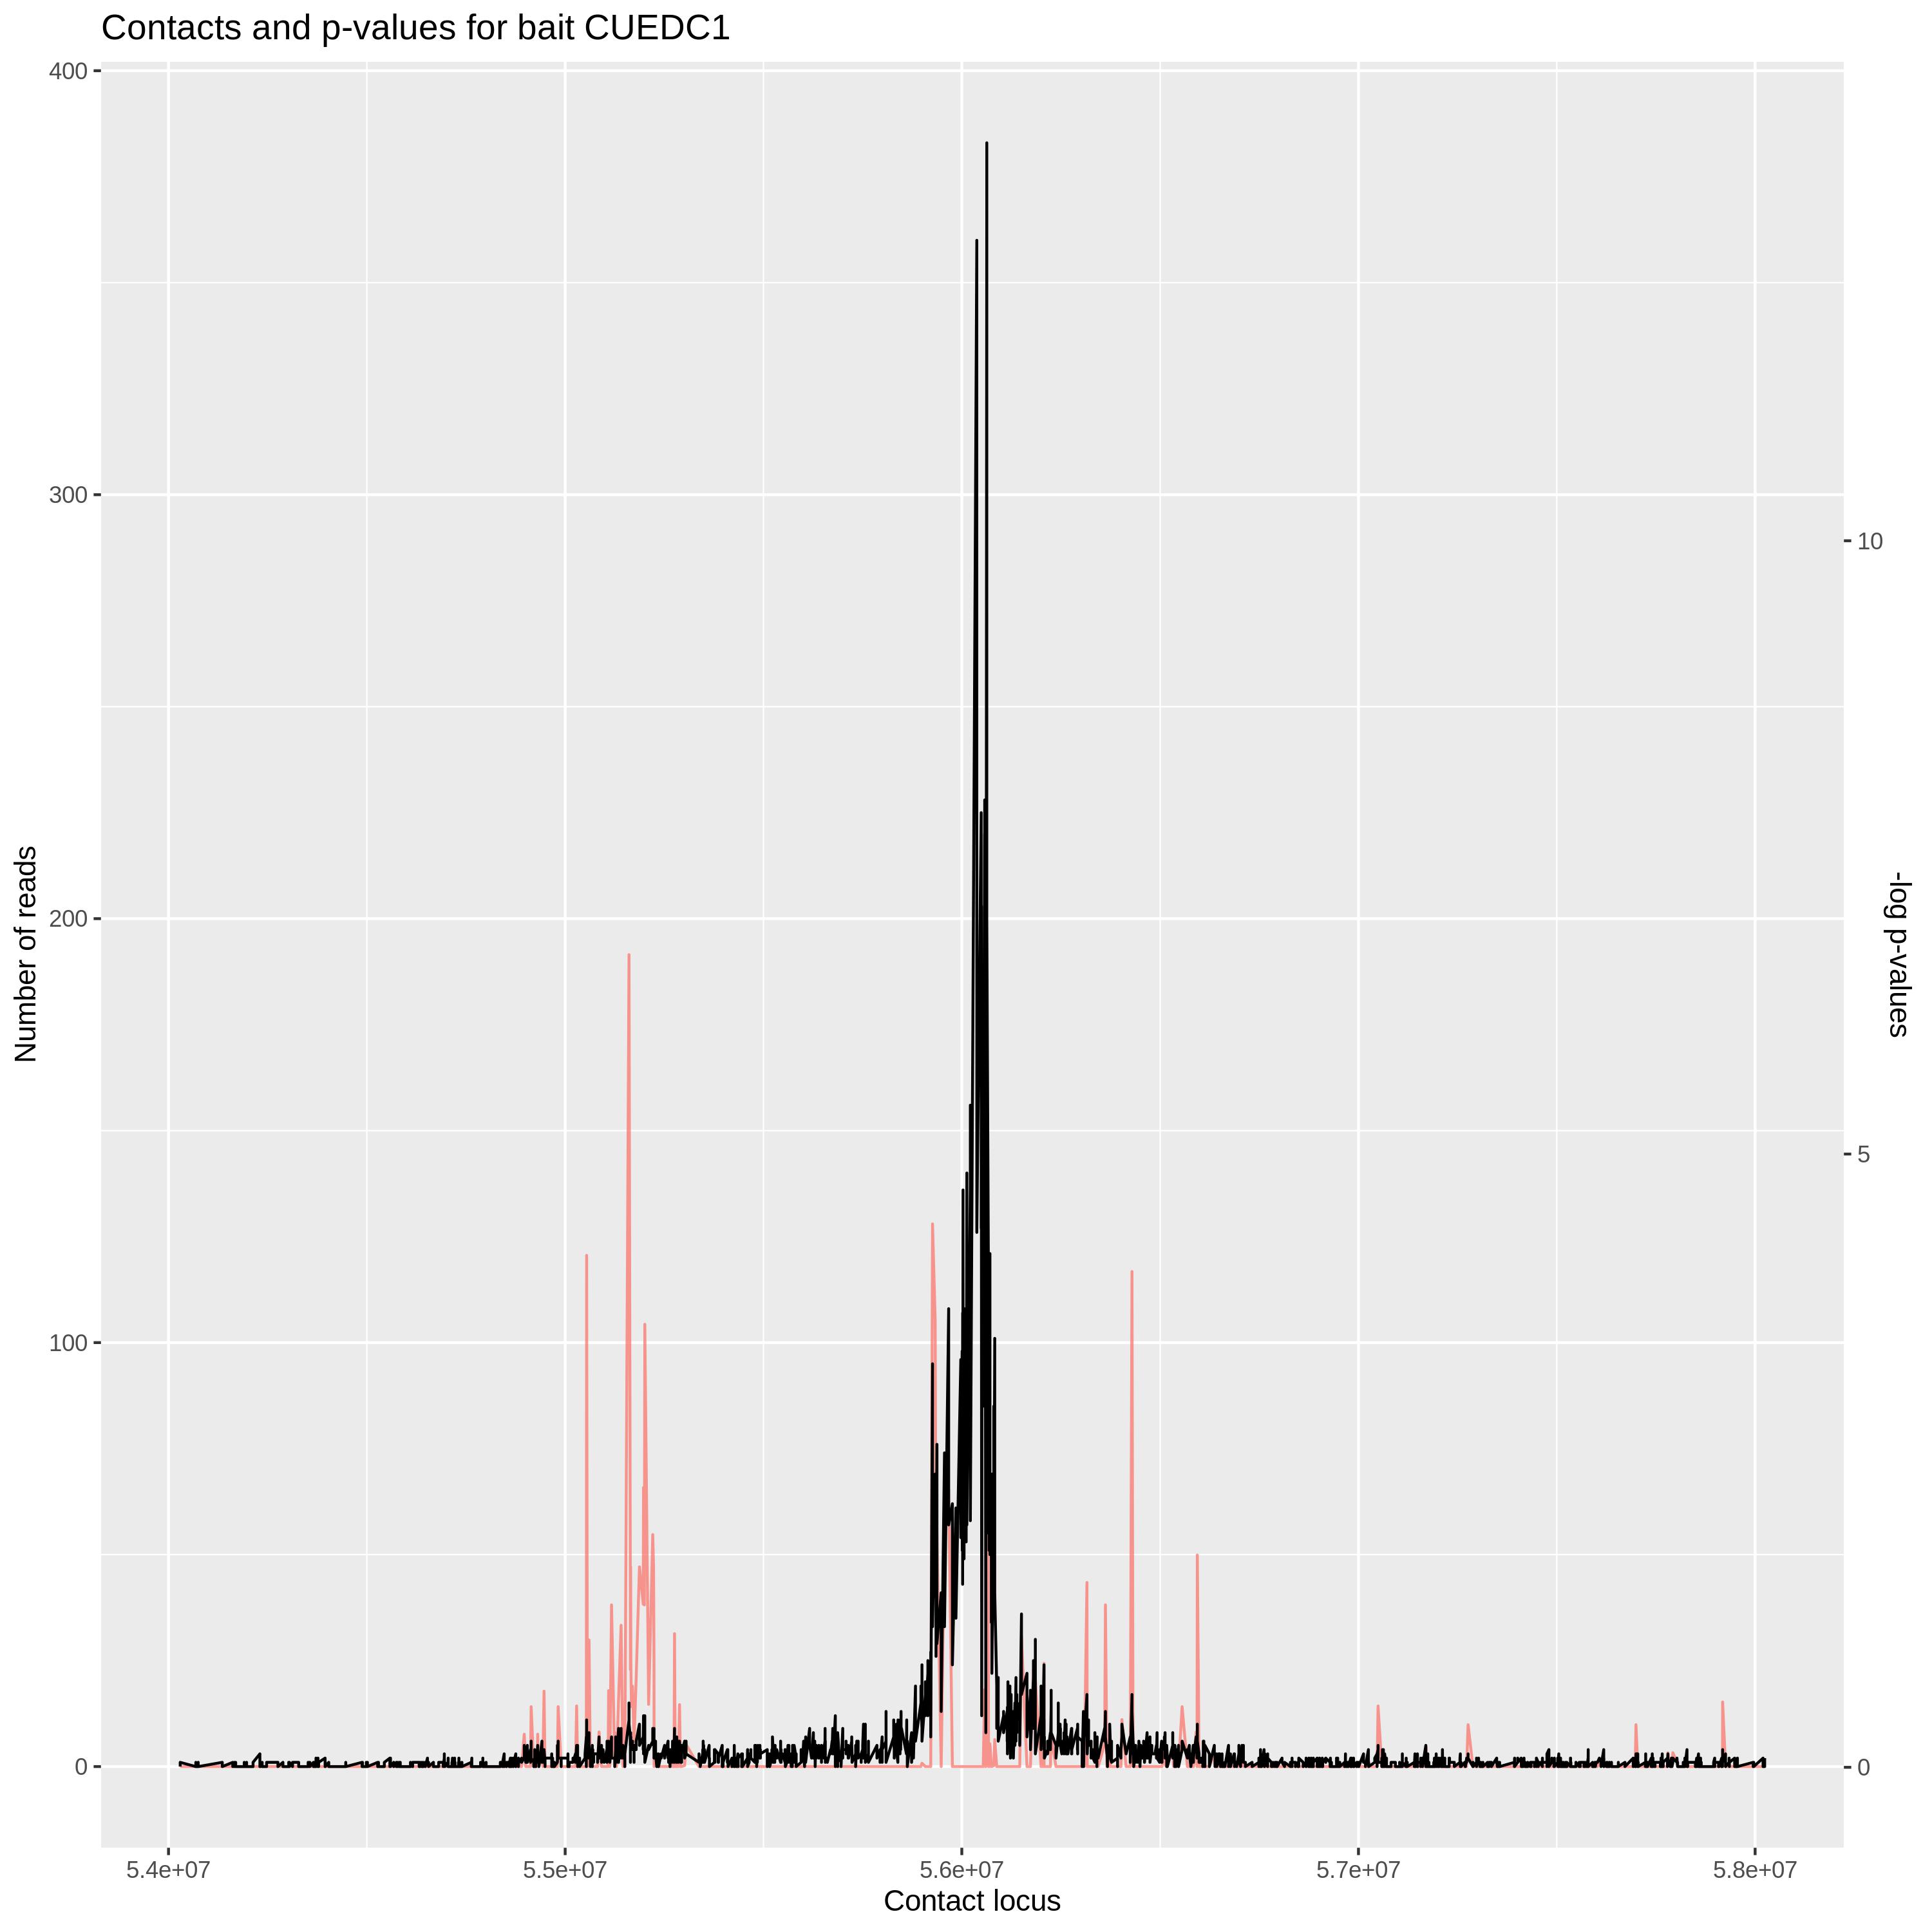 Contacts and p-values for bait CUEDC1
400
300
200
100
0
Number of reads
10
5
0
-log p-values
5.4e+07
5.5e+07
5.6e+07
5.7e+07
5.8e+07
Contact locus